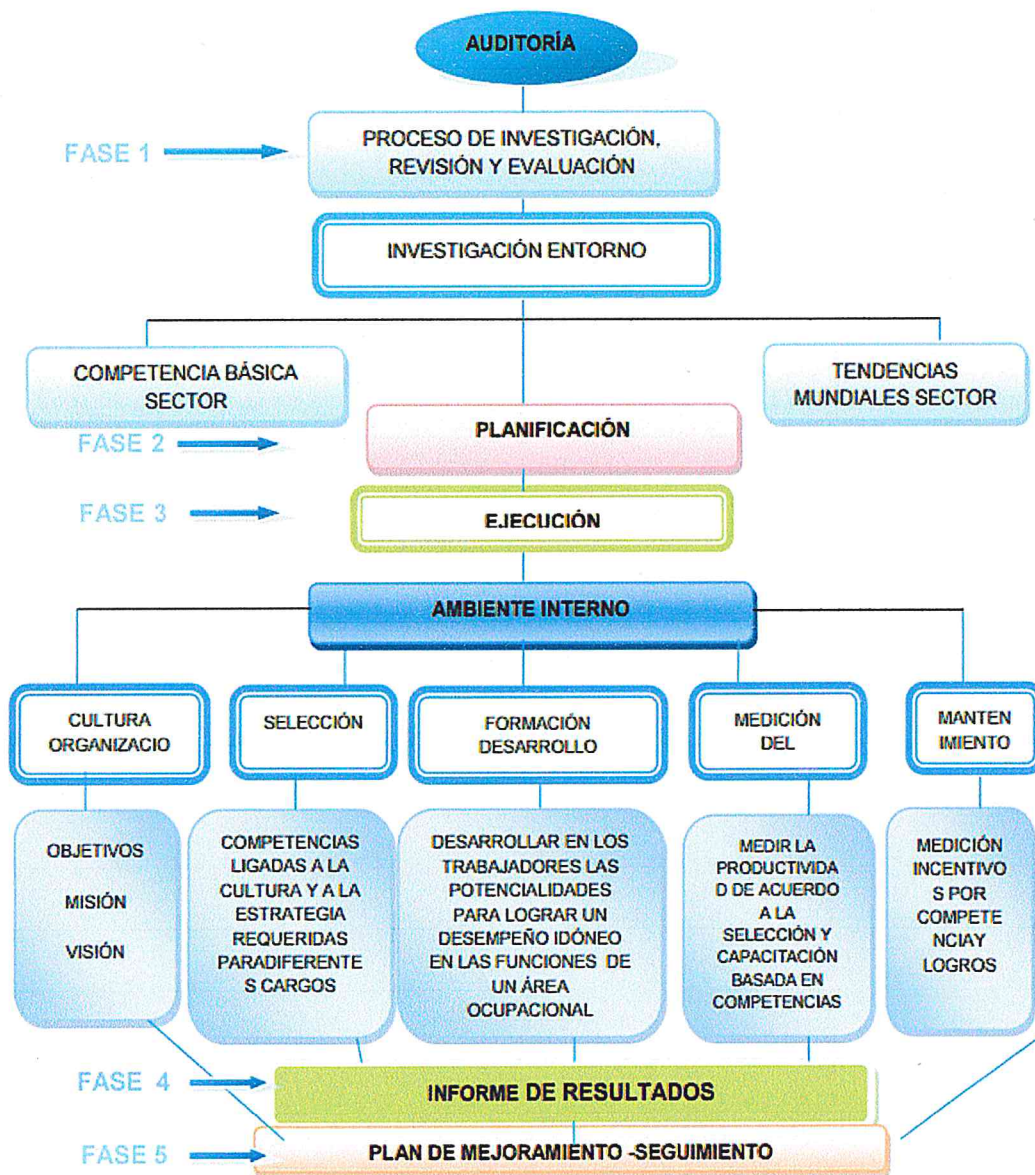 AUDITORÍA
FASE 1
PROCESO DE INVESTIGACIÓN,
REVISIÓN Y EVALUACIÓN
INVESTIGACIÓN ENTORNO
COMPETENCIA BÁSICA
SECTOR
TENDENCIAS
MUNDIALES SECTOR
FASE 2
PLANIFICACIÓN
FASE 3
EJECUCIÓN
AMBIENTE INTERNO
CULTURA
ORGANIZACIO
SELECCIÓN
FORMACIÓN
DESARROLLO
MEDICIÓN
DEL
MANTEN
IMIENTO
OBJETIVOS
MISIÓN
VISIÓN
COMPETENCIAS
LIGADAS A LA
CULTURA Y A LA
ESTRATEGIA
REQUERIDAS
PARADIFERENTE
S CARGOS
DESARROLLAR EN LOS
TRABAJADORES LAS
POTENCIALIDADES
PARA LOGRAR UN
DESEMPEÑO IDÓNEO
EN LAS FUNCIONES DE
UN ÁREA
OCUPACIONAL
MEDIR LA
PRODUCTIVIDA
D DE ACUERDO
A LA
SELECCIÓN Y
CAPACITACIÓN
BASADA EN
COMPETENCIAS
MEDICIÓN
INCENTIVO
S POR
COMPETE
NCIAY
LOGROS
FASE 4
INFORME DE RESULTADOS
FASE 5
PLAN DE MEJORAMIENTO -SEGUIMIENTO